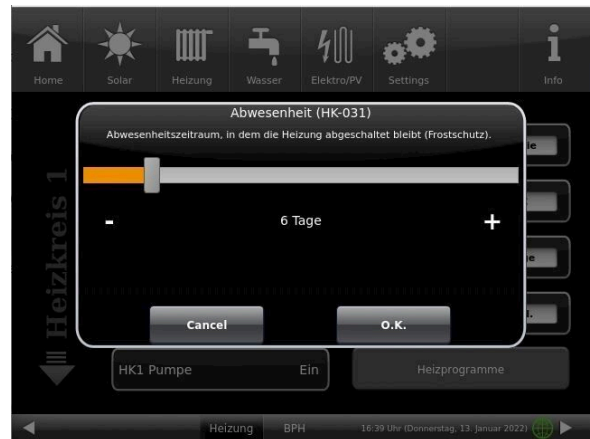 Home Solar Heizung Wasser Elektro/PV Settings Info
Abwesenheit (HK-031)
Abwesenheitszeitraum, in dem die Heizung abgeschaltet bleibt (Frostschutz).
Heizkreis 1
- 6 Tage +
Cancel O.K.
HK1 Pumpe Ein Heizprogramme
Heizung BPH 16:39 Uhr (Donnerstag, 13. Januar 2022)